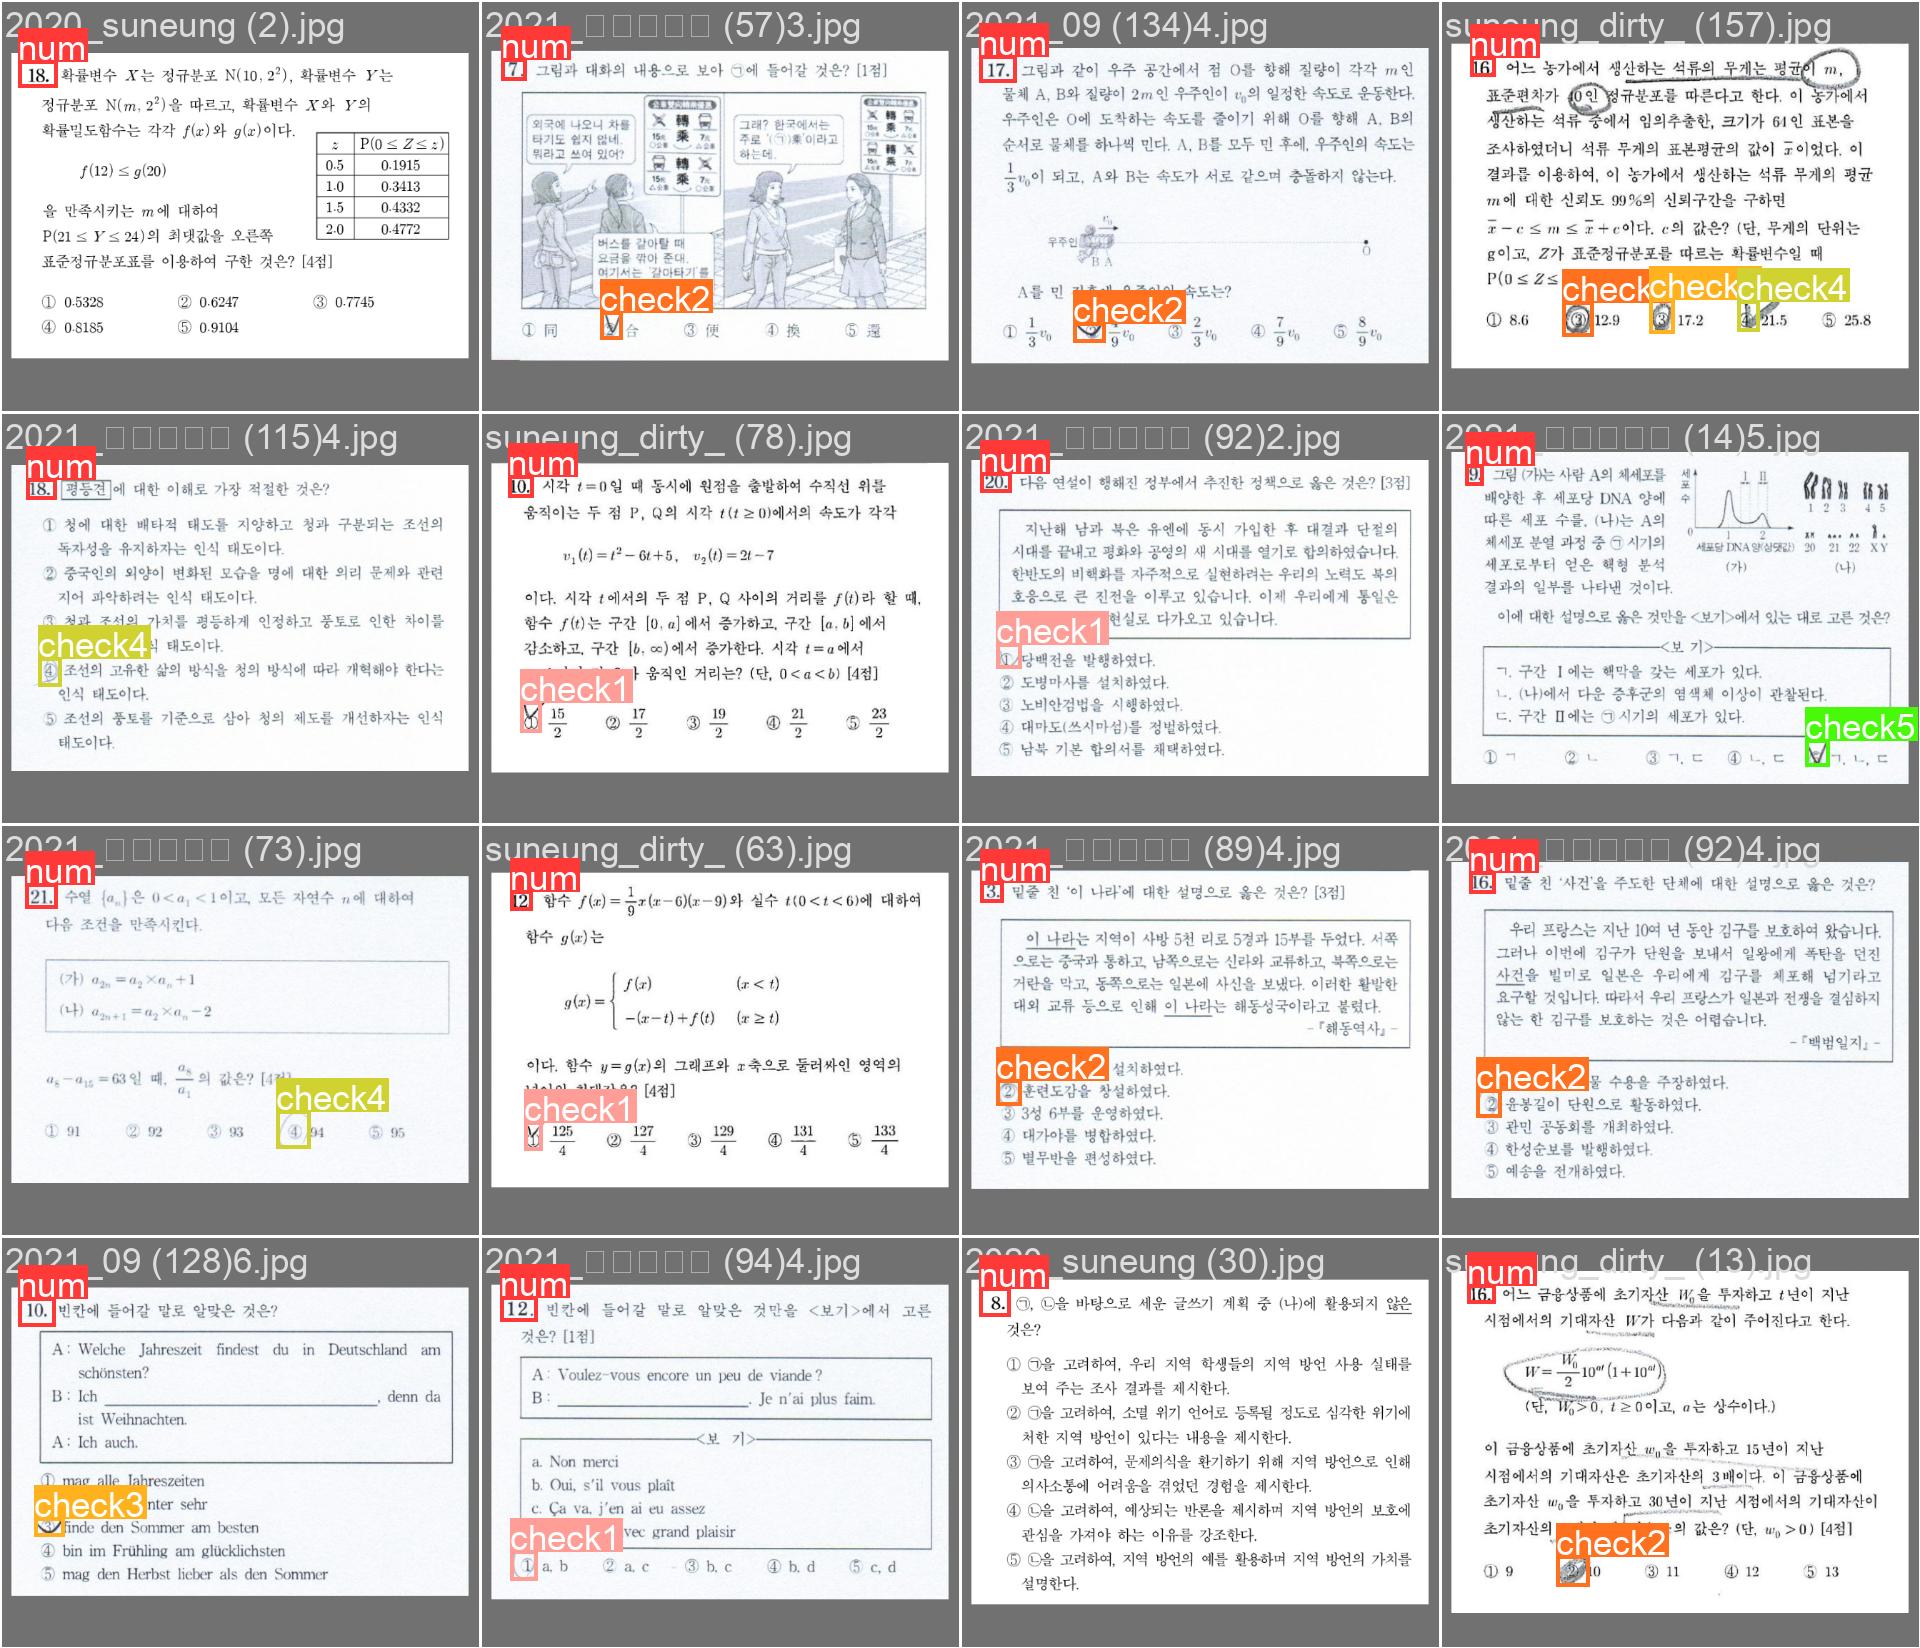 2020_suneung (2).jpg
num
18. 확률변수 X는 정규분포 N(10, 2²), 확률변수 Y는
정규분포 N(m, 2²)을 따르고, 확률변수 X와 Y의
확률밀도함수는 각각 f(x)와 g(x)이다.
f(12) ≤ g(20)
을 만족시키는 m에 대하여
P(21 ≤ Y ≤ 24)의 최댓값을 오른쪽
표준정규분포표를 이용하여 구한 것은? [4점]
z P(0 ≤ Z ≤ z)
0.5 0.1915
1.0 0.3413
1.5 0.4332
2.0 0.4772
① 0.5328 ② 0.6247 ③ 0.7745
④ 0.8185 ⑤ 0.9104
2021_□□□□□ (57)3.jpg
num
7. 그림과 대화의 내용으로 보아 ㉠에 들어갈 것은? [1점]
외국에 나오니 차를
타기도 쉽지 않네.
뭐라고 쓰여 있어?
버스를 갈아탈 때
요금을 깎아 준대.
여기서는 '갈아타기'를
그래? 한국에서는
주로 '(㉠)乘'이라고
하는데.
轉
乘
轉
乘
check2
① 同 合 ③ 便 ④ 換 ⑤ 還
2021_09 (134)4.jpg
num
17. 그림과 같이 우주 공간에서 점 O를 향해 질량이 각각 m인
물체 A, B와 질량이 2m인 우주인이 v₀의 일정한 속도로 운동한다.
우주인은 O에 도착하는 속도를 줄이기 위해 O를 향해 A, B의
순서로 물체를 하나씩 민다. A, B를 모두 민 후에, 우주인의 속도는
1/3 v₀이 되고, A와 B는 속도가 서로 같으며 충돌하지 않는다.
v₀
우주인
B A
O
A를 민 직후에 우주인의 속도는?
check2
① 1/3 v₀ /9 v₀ ③ 2/3 v₀ ④ 7/9 v₀ ⑤ 8/9 v₀
suneung_dirty_ (157).jpg
num
16. 어느 농가에서 생산하는 석류의 무게는 평균이 m,
표준편차가 40인 정규분포를 따른다고 한다. 이 농가에서
생산하는 석류 중에서 임의추출한, 크기가 64인 표본을
조사하였더니 석류 무게의 표본평균의 값이 x̄이었다. 이
결과를 이용하여, 이 농가에서 생산하는 석류 무게의 평균
m에 대한 신뢰도 99%의 신뢰구간을 구하면
x̄ − c ≤ m ≤ x̄ + c이다. c의 값은? (단, 무게의 단위는
g이고, Z가 표준정규분포를 따르는 확률변수일 때
P(0 ≤ Z ≤
check check check4
① 8.6 12.9 ③ 17.2 ④ 21.5 ⑤ 25.8
2021_□□□□□ (115)4.jpg
num
18. 평등견에 대한 이해로 가장 적절한 것은?
① 청에 대한 배타적 태도를 지양하고 청과 구분되는 조선의
독자성을 유지하자는 인식 태도이다.
② 중국인의 외양이 변화된 모습을 명에 대한 의리 문제와 관련
지어 파악하려는 인식 태도이다.
③ 청과 조선의 가치를 평등하게 인정하고 풍토로 인한 차이를
식 태도이다.
check4
④ 조선의 고유한 삶의 방식을 청의 방식에 따라 개혁해야 한다는
인식 태도이다.
⑤ 조선의 풍토를 기준으로 삼아 청의 제도를 개선하자는 인식
태도이다.
suneung_dirty_ (78).jpg
num
10. 시각 t=0일 때 동시에 원점을 출발하여 수직선 위를
움직이는 두 점 P, Q의 시각 t(t≥0)에서의 속도가 각각
v₁(t)=t²−6t+5, v₂(t)=2t−7
이다. 시각 t에서의 두 점 P, Q 사이의 거리를 f(t)라 할 때,
함수 f(t)는 구간 [0, a]에서 증가하고, 구간 [a, b]에서
감소하고, 구간 [b, ∞)에서 증가한다. 시각 t=a에서
움직인 거리는? (단, 0<a<b) [4점]
check1
① 15/2 ② 17/2 ③ 19/2 ④ 21/2 ⑤ 23/2
2021_□□□□□ (92)2.jpg
num
20. 다음 연설이 행해진 정부에서 추진한 정책으로 옳은 것은? [3점]
지난해 남과 북은 유엔에 동시 가입한 후 대결과 단절의
시대를 끝내고 평화와 공영의 새 시대를 열기로 합의하였습니다.
한반도의 비핵화를 자주적으로 실현하려는 우리의 노력도 북의
호응으로 큰 진전을 이루고 있습니다. 이제 우리에게 통일은
현실로 다가오고 있습니다.
check1
① 당백전을 발행하였다.
② 도병마사를 설치하였다.
③ 노비안검법을 시행하였다.
④ 대마도(쓰시마섬)를 정벌하였다.
⑤ 남북 기본 합의서를 채택하였다.
2021_□□□□□ (14)5.jpg
num
9. 그림 (가)는 사람 A의 체세포를
배양한 후 세포당 DNA 양에
따른 세포 수를, (나)는 A의
체세포 분열 과정 중 ㉠ 시기의
세포로부터 얻은 핵형 분석
결과의 일부를 나타낸 것이다.
세포수
I II
0 1 2
세포당 DNA 양(상댓값)
(가)
1 2 3 4 5
20 21 22 X Y
(나)
이에 대한 설명으로 옳은 것만을 <보기>에서 있는 대로 고른 것은?
<보 기>
ㄱ. 구간 I에는 핵막을 갖는 세포가 있다.
ㄴ. (나)에서 다운 증후군의 염색체 이상이 관찰된다.
ㄷ. 구간 II에는 ㉠ 시기의 세포가 있다.
check5
① ㄱ ② ㄴ ③ ㄱ, ㄷ ④ ㄴ, ㄷ ㄱ, ㄴ, ㄷ
2021_□□□□□ (73).jpg
num
21. 수열 {aₙ}은 0<a₁<1이고, 모든 자연수 n에 대하여
다음 조건을 만족시킨다.
(가) a₂ₙ = a₂×aₙ+1
(나) a₂ₙ₊₁ = a₂×aₙ−2
a₈−a₁₅=63일 때, a₈/a₁의 값은? [4점]
check4
① 91 ② 92 ③ 93 ④ 94 ⑤ 95
suneung_dirty_ (63).jpg
num
12 함수 f(x)=1/9 x(x−6)(x−9)와 실수 t(0<t<6)에 대하여
함수 g(x)는
g(x)= { f(x) (x<t)
−(x−t)+f(t) (x≥t)
이다. 함수 y=g(x)의 그래프와 x축으로 둘러싸인 영역의
넓이의 최댓값은? [4점]
check1
① 125/4 ② 127/4 ③ 129/4 ④ 131/4 ⑤ 133/4
2021_□□□□□ (89)4.jpg
num
3. 밑줄 친 '이 나라'에 대한 설명으로 옳은 것은? [3점]
이 나라는 지역이 사방 5천 리로 5경과 15부를 두었다. 서쪽
으로는 중국과 통하고, 남쪽으로는 신라와 교류하고, 북쪽으로는
거란을 막고, 동쪽으로는 일본에 사신을 보냈다. 이러한 활발한
대외 교류 등으로 인해 이 나라는 해동성국이라고 불렸다.
-『해동역사』-
check2
설치하였다.
② 훈련도감을 창설하였다.
③ 3성 6부를 운영하였다.
④ 대가야를 병합하였다.
⑤ 별무반을 편성하였다.
2021_□□□□□ (92)4.jpg
num
16. 밑줄 친 '사건'을 주도한 단체에 대한 설명으로 옳은 것은?
우리 프랑스는 지난 10여 년 동안 김구를 보호하여 왔습니다.
그러나 이번에 김구가 단원을 보내서 일왕에게 폭탄을 던진
사건을 빌미로 일본은 우리에게 김구를 체포해 넘기라고
요구할 것입니다. 따라서 우리 프랑스가 일본과 전쟁을 결심하지
않는 한 김구를 보호하는 것은 어렵습니다.
-『백범일지』-
check2
물 수용을 주장하였다.
② 윤봉길이 단원으로 활동하였다.
③ 관민 공동회를 개최하였다.
④ 한성순보를 발행하였다.
⑤ 예송을 전개하였다.
2021_09 (128)6.jpg
num
10. 빈칸에 들어갈 말로 알맞은 것은?
A: Welche Jahreszeit findest du in Deutschland am
schönsten?
B: Ich ____, denn da
ist Weihnachten.
A: Ich auch.
① mag alle Jahreszeiten
nter sehr
check3
③ finde den Sommer am besten
④ bin im Frühling am glücklichsten
⑤ mag den Herbst lieber als den Sommer
2021_□□□□□ (94)4.jpg
num
12. 빈칸에 들어갈 말로 알맞은 것만을 <보기>에서 고른
것은? [1점]
A: Voulez-vous encore un peu de viande?
B: ____. Je n'ai plus faim.
<보 기>
a. Non merci
b. Oui, s'il vous plaît
c. Ça va, j'en ai eu assez
vec grand plaisir
check1
① a, b ② a, c ③ b, c ④ b, d ⑤ c, d
2020_suneung (30).jpg
num
8. ㉠, ㉡을 바탕으로 세운 글쓰기 계획 중 (나)에 활용되지 않은
것은?
① ㉠을 고려하여, 우리 지역 학생들의 지역 방언 사용 실태를
보여 주는 조사 결과를 제시한다.
② ㉠을 고려하여, 소멸 위기 언어로 등록될 정도로 심각한 위기에
처한 지역 방언이 있다는 내용을 제시한다.
③ ㉠을 고려하여, 문제의식을 환기하기 위해 지역 방언으로 인해
의사소통에 어려움을 겪었던 경험을 제시한다.
④ ㉡을 고려하여, 예상되는 반론을 제시하며 지역 방언의 보호에
관심을 가져야 하는 이유를 강조한다.
⑤ ㉡을 고려하여, 지역 방언의 예를 활용하며 지역 방언의 가치를
설명한다.
suneung_dirty_ (13).jpg
num
16. 어느 금융상품에 초기자산 W₀을 투자하고 t년이 지난
시점에서의 기대자산 W가 다음과 같이 주어진다고 한다.
W = W₀/2 10^{at}(1+10^{at})
(단, W₀>0, t≥0이고, a는 상수이다.)
이 금융상품에 초기자산 w₀을 투자하고 15년이 지난
시점에서의 기대자산은 초기자산의 3배이다. 이 금융상품에
초기자산 w₀을 투자하고 30년이 지난 시점에서의 기대자산이
초기자산의 의 값은? (단, w₀>0) [4점]
check2
① 9 ② 10 ③ 11 ④ 12 ⑤ 13